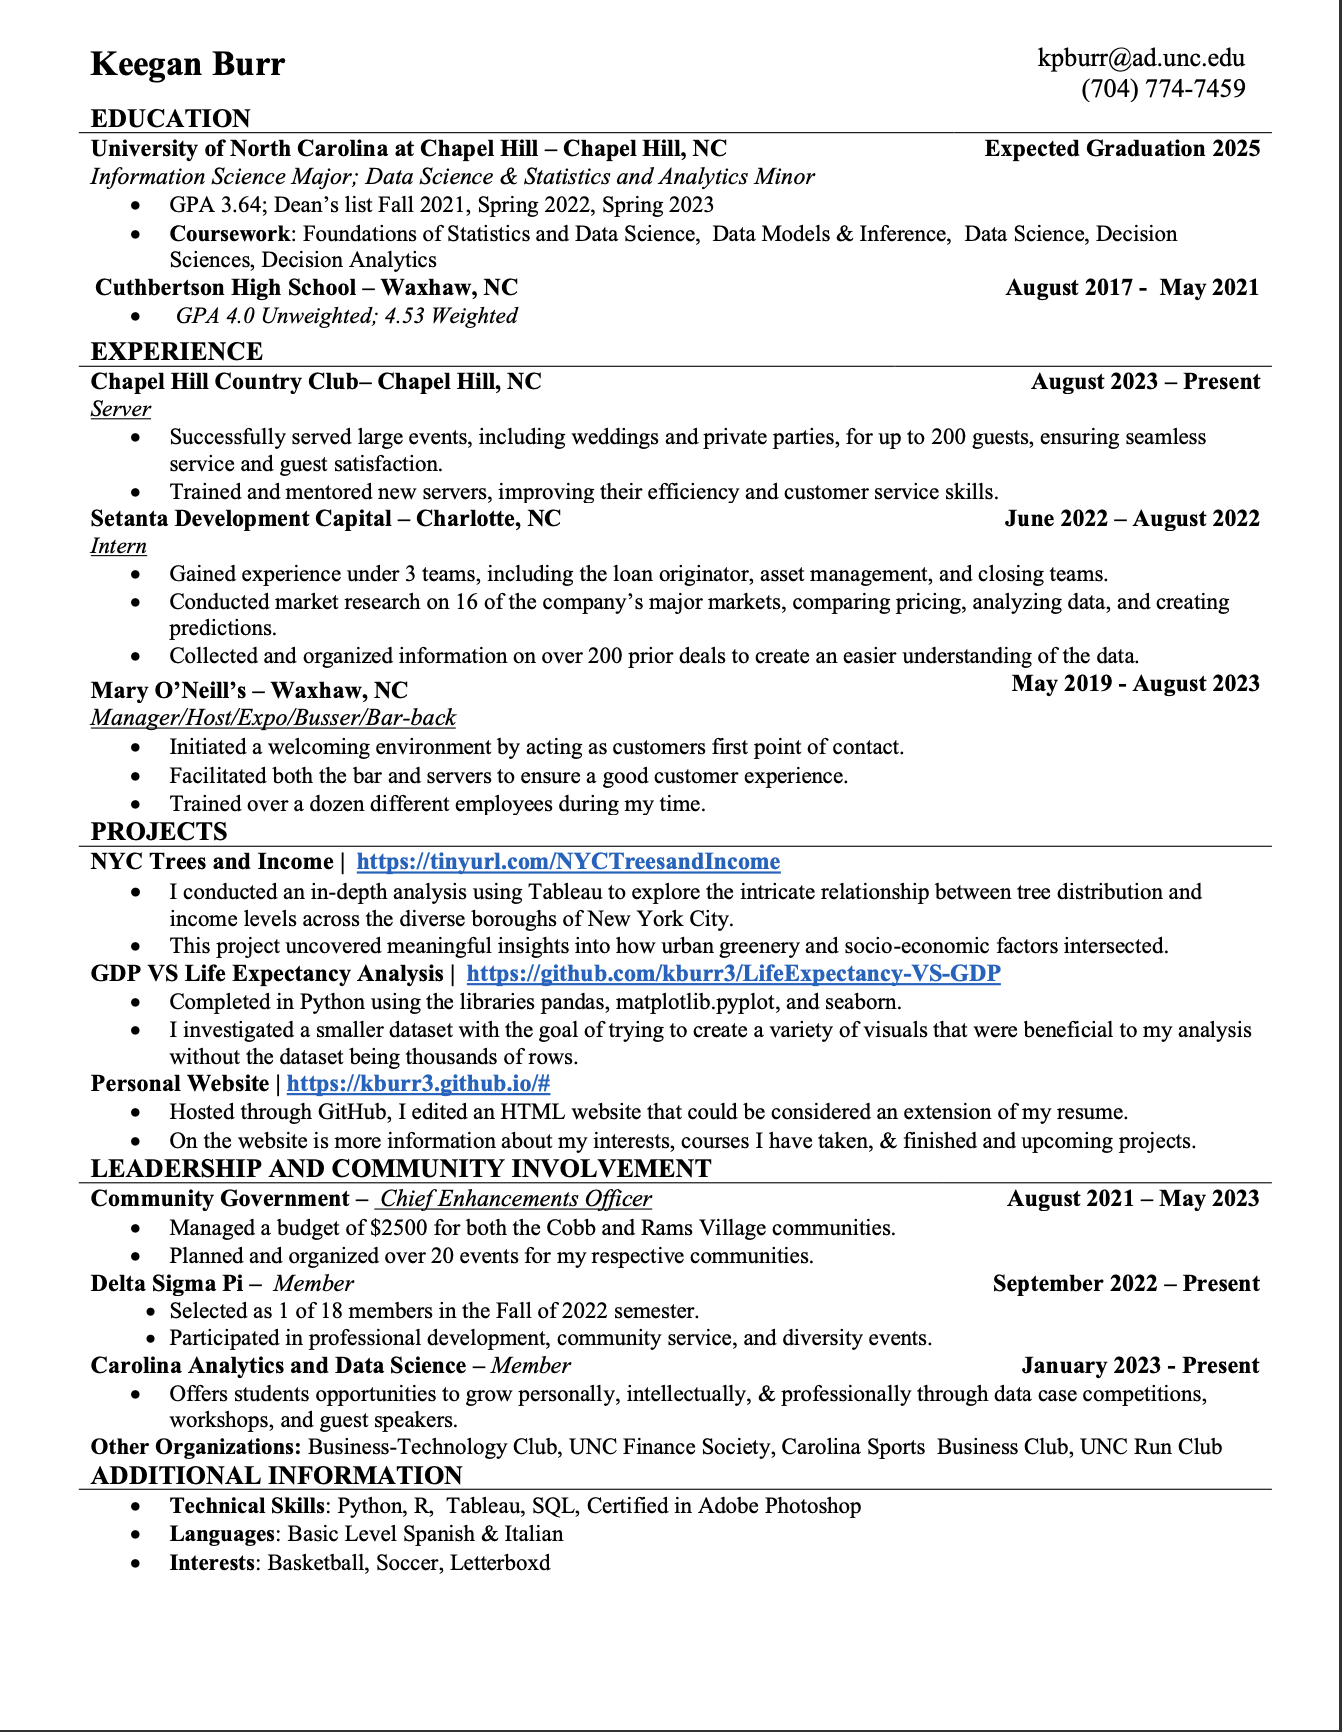 Keegan Burr
kpburr@ad.unc.edu
(704) 774-7459
EDUCATION
University of North Carolina at Chapel Hill – Chapel Hill, NC Expected Graduation 2025
Information Science Major; Data Science & Statistics and Analytics Minor
• GPA 3.64; Dean’s list Fall 2021, Spring 2022, Spring 2023
• Coursework: Foundations of Statistics and Data Science, Data Models & Inference, Data Science, Decision
Sciences, Decision Analytics
Cuthbertson High School – Waxhaw, NC August 2017 - May 2021
• GPA 4.0 Unweighted; 4.53 Weighted
EXPERIENCE
Chapel Hill Country Club– Chapel Hill, NC August 2023 – Present
Server
• Successfully served large events, including weddings and private parties, for up to 200 guests, ensuring seamless
service and guest satisfaction.
• Trained and mentored new servers, improving their efficiency and customer service skills.
Setanta Development Capital – Charlotte, NC June 2022 – August 2022
Intern
• Gained experience under 3 teams, including the loan originator, asset management, and closing teams.
• Conducted market research on 16 of the company’s major markets, comparing pricing, analyzing data, and creating
predictions.
• Collected and organized information on over 200 prior deals to create an easier understanding of the data.
Mary O’Neill’s – Waxhaw, NC May 2019 - August 2023
Manager/Host/Expo/Busser/Bar-back
• Initiated a welcoming environment by acting as customers first point of contact.
• Facilitated both the bar and servers to ensure a good customer experience.
• Trained over a dozen different employees during my time.
PROJECTS
NYC Trees and Income | https://tinyurl.com/NYCTreesandIncome
• I conducted an in-depth analysis using Tableau to explore the intricate relationship between tree distribution and
income levels across the diverse boroughs of New York City.
• This project uncovered meaningful insights into how urban greenery and socio-economic factors intersected.
GDP VS Life Expectancy Analysis | https://github.com/kburr3/LifeExpectancy-VS-GDP
• Completed in Python using the libraries pandas, matplotlib.pyplot, and seaborn.
• I investigated a smaller dataset with the goal of trying to create a variety of visuals that were beneficial to my analysis
without the dataset being thousands of rows.
Personal Website | https://kburr3.github.io/#
• Hosted through GitHub, I edited an HTML website that could be considered an extension of my resume.
• On the website is more information about my interests, courses I have taken, & finished and upcoming projects.
LEADERSHIP AND COMMUNITY INVOLVEMENT
Community Government – Chief Enhancements Officer August 2021 – May 2023
• Managed a budget of $2500 for both the Cobb and Rams Village communities.
• Planned and organized over 20 events for my respective communities.
Delta Sigma Pi – Member September 2022 – Present
• Selected as 1 of 18 members in the Fall of 2022 semester.
• Participated in professional development, community service, and diversity events.
Carolina Analytics and Data Science – Member January 2023 - Present
• Offers students opportunities to grow personally, intellectually, & professionally through data case competitions,
workshops, and guest speakers.
Other Organizations: Business-Technology Club, UNC Finance Society, Carolina Sports Business Club, UNC Run Club
ADDITIONAL INFORMATION
• Technical Skills: Python, R, Tableau, SQL, Certified in Adobe Photoshop
• Languages: Basic Level Spanish & Italian
• Interests: Basketball, Soccer, Letterboxd